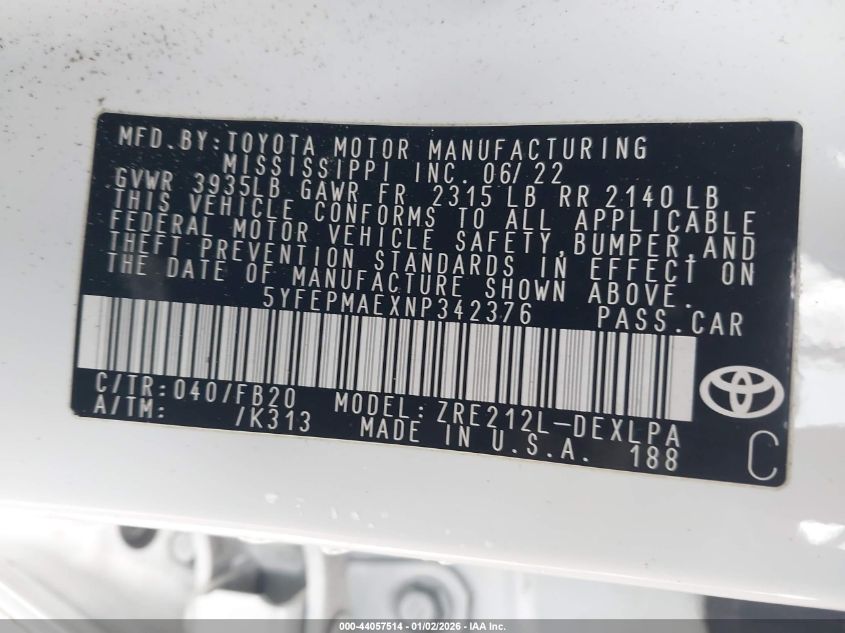 MFD.BY:TOYOTA MOTOR MANUFACTURING
MISSISSIPPI INC. 06/22
GVWR 3935LB GAWR FR 2315 LB RR 2140 LB
THIS VEHICLE CONFORMS TO ALL APPLICABLE
FEDERAL MOTOR VEHICLE SAFETY,BUMPER,AND
THEFT PREVENTION STANDARDS IN EFFECT ON
THE DATE OF MANUFACTURE SHOWN ABOVE.
5YFEPMAEXNP342376 PASS.CAR
C/TR:040/FB20 MODEL:ZRE212L-DEXLPA
A/TM: /K313 MADE IN U.S.A. 188
C
000-44057514 - 01/02/2026 - © IAA Inc.